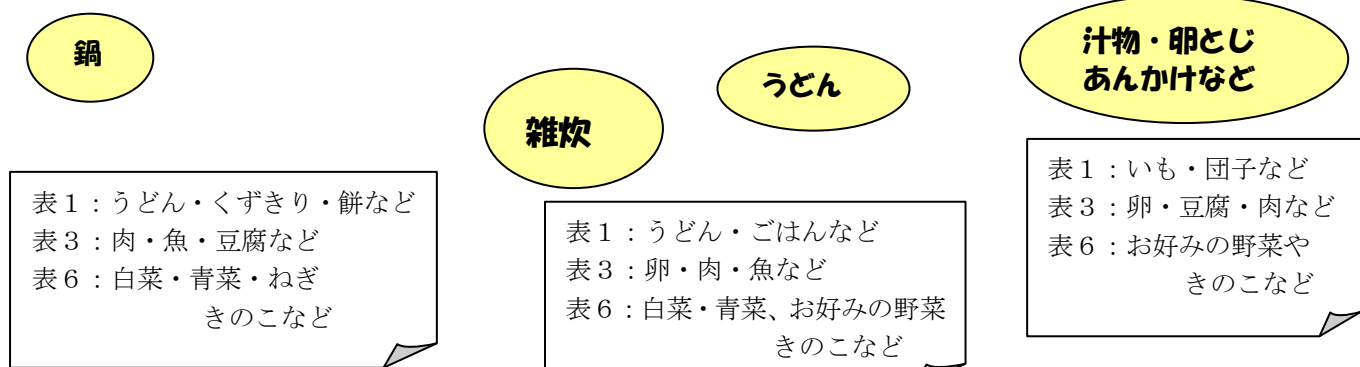 鍋
表１：うどん・くずきり・餅など
表３：肉・魚・豆腐など
表６：白菜・青菜・ねぎ
きのこなど
雑炊
うどん
表１：うどん・ごはんなど
表３：卵・肉・魚など
表６：白菜・青菜、お好みの野菜
きのこなど
汁物・卵とじ
あんかけなど
表１：いも・団子など
表３：卵・豆腐・肉など
表６：お好みの野菜や
きのこなど